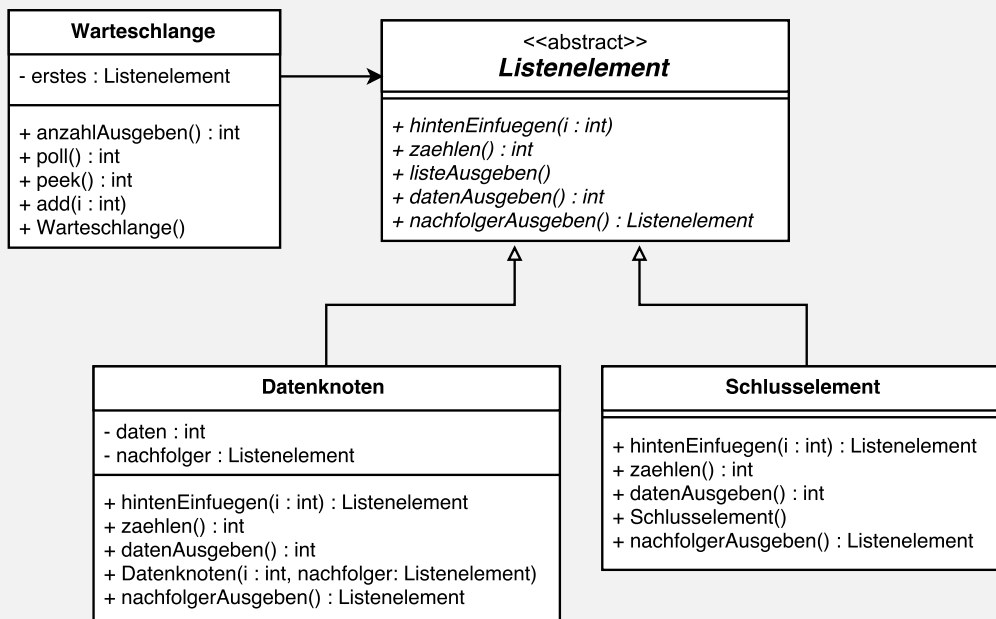 Warteschlange
- erstes : Listenelement
+ anzahlAusgeben() : int
+ poll() : int
+ peek() : int
+ add(i : int)
+ Warteschlange()
<<abstract>>
Listenelement
+ hintenEinfuegen(i : int)
+ zaehlen() : int
+ listeAusgeben()
+ datenAusgeben() : int
+ nachfolgerAusgeben() : Listenelement
Datenknoten
- daten : int
- nachfolger : Listenelement
+ hintenEinfuegen(i : int) : Listenelement
+ zaehlen() : int
+ datenAusgeben() : int
+ Datenknoten(i : int, nachfolger: Listenelement)
+ nachfolgerAusgeben() : Listenelement
Schlusselement
+ hintenEinfuegen(i : int) : Listenelement
+ zaehlen() : int
+ datenAusgeben() : int
+ Schlusselement()
+ nachfolgerAusgeben() : Listenelement